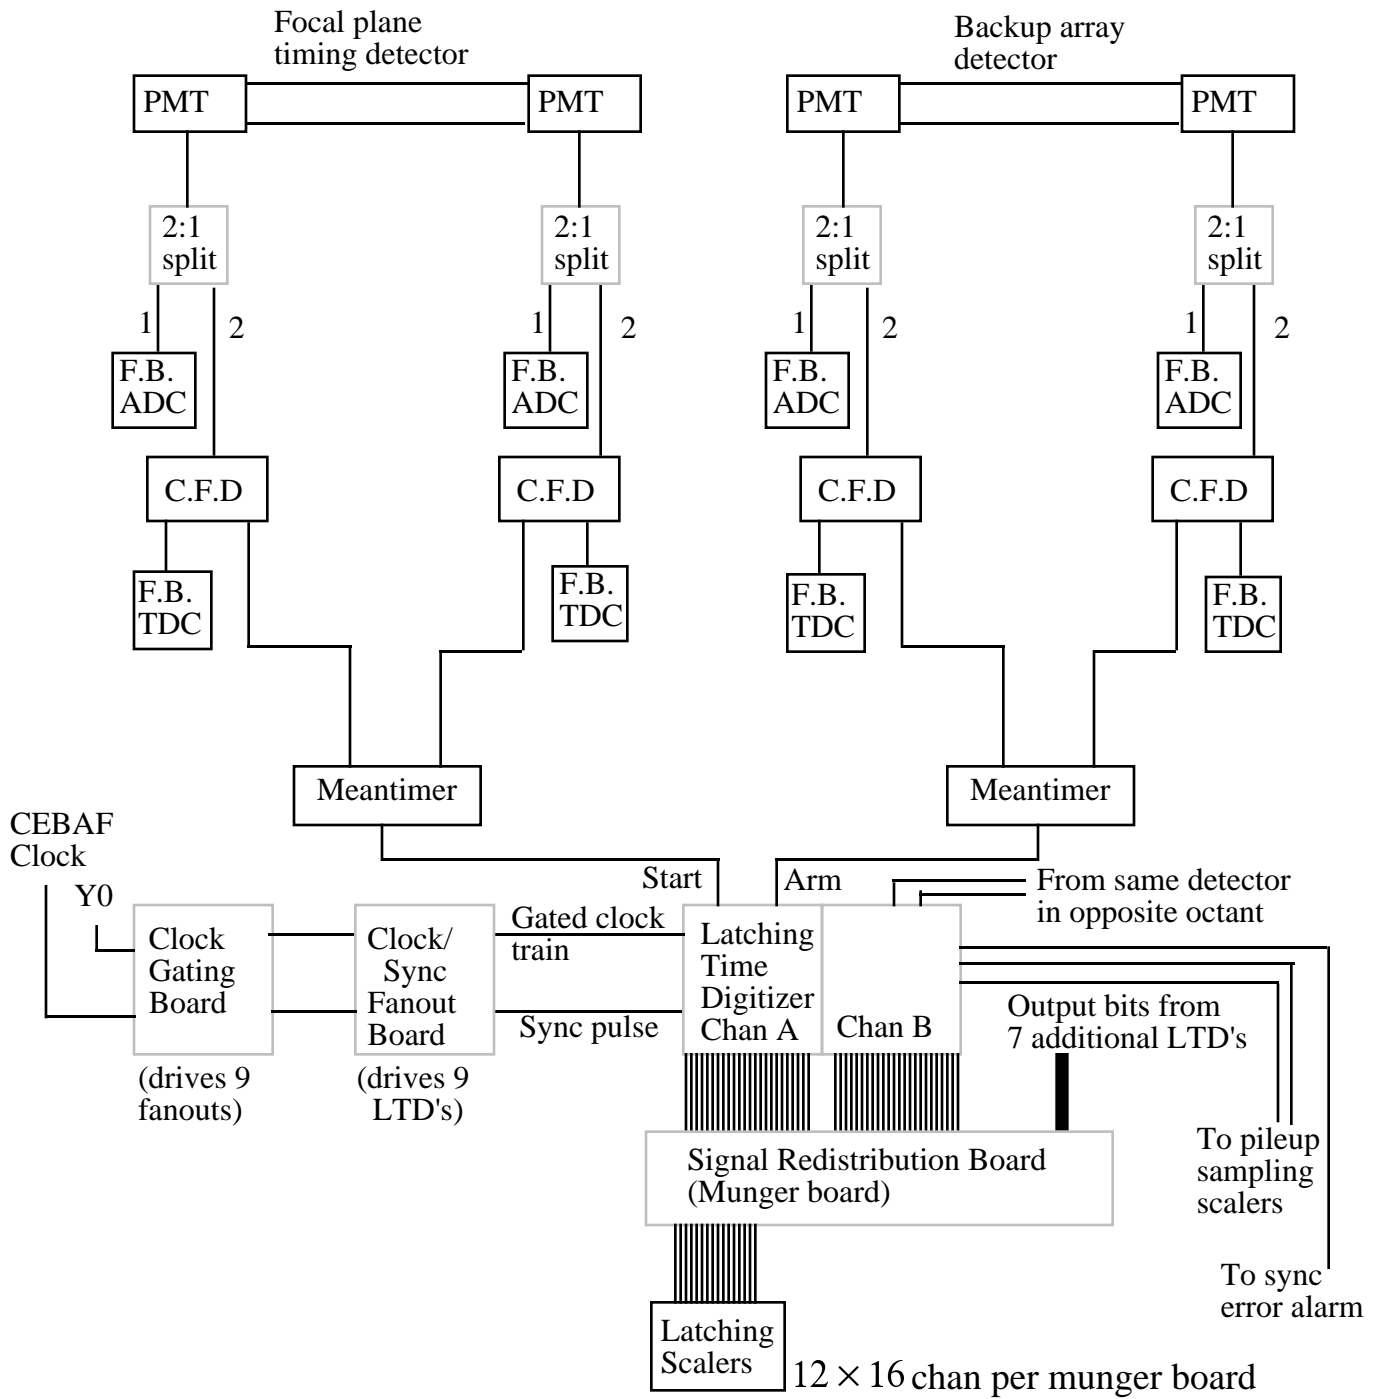 Focal plane
timing detector
Backup array
detector
PMT
PMT
PMT
PMT
2:1
split
2:1
split
2:1
split
2:1
split
1
2
1
2
1
2
1
2
F.B.
ADC
F.B.
ADC
F.B.
ADC
F.B.
ADC
C.F.D
C.F.D
C.F.D
C.F.D
F.B.
TDC
F.B.
TDC
F.B.
TDC
F.B.
TDC
Meantimer
Meantimer
CEBAF
Clock
Y0
Start
Arm
From same detector
in opposite octant
Clock
Gating
Board
(drives 9
fanouts)
Clock/
Sync
Fanout
Board
(drives 9
LTD's)
Gated clock
train
Sync pulse
Latching
Time
Digitizer
Chan A
Chan B
Output bits from
7 additional LTD's
Signal Redistribution Board
(Munger board)
To pileup
sampling
scalers
To sync
error alarm
Latching
Scalers
12 × 16 chan per munger board